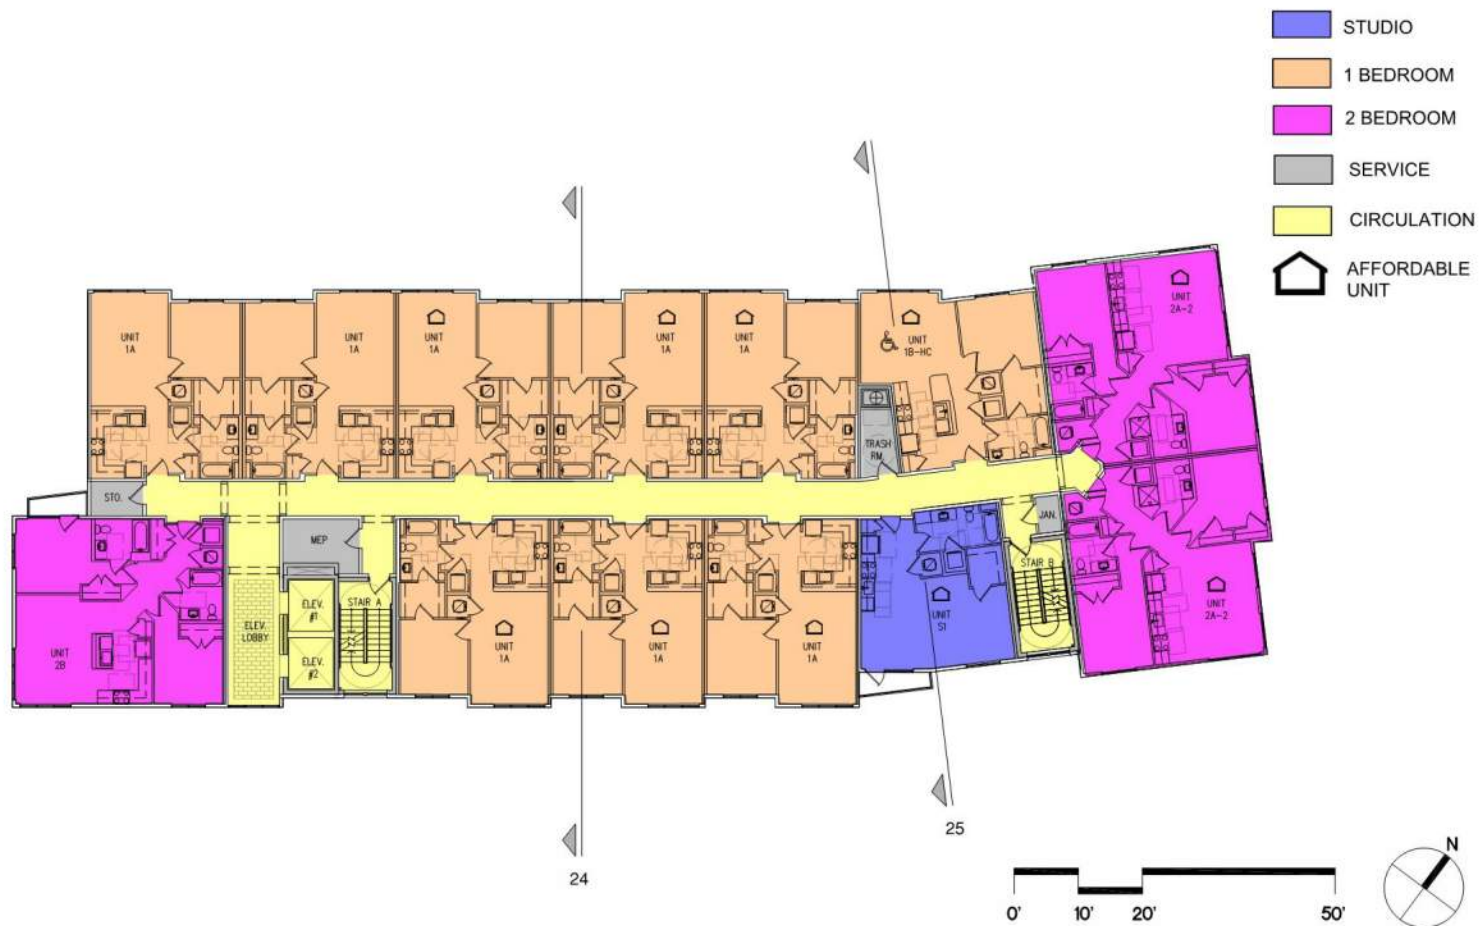 STUDIO
1 BEDROOM
2 BEDROOM
SERVICE
CIRCULATION
AFFORDABLE
UNIT
UNIT
1A
UNIT
1A
UNIT
1A
UNIT
1A
UNIT
1A
UNIT
1B-HC
UNIT
2A-2
TRASH
RM.
STO.
MEP
JAN.
STAIR B
STAIR A
ELEV.
#1
ELEV.
LOBBY
ELEV.
#2
UNIT
2B
UNIT
1A
UNIT
1A
UNIT
1A
UNIT
S1
UNIT
2A-2
25
24
N
0'
10'
20'
50'